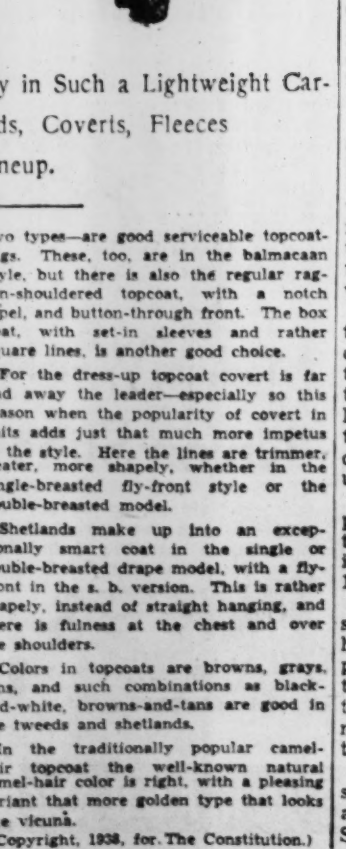 y in Such a Lightweight Car-
ds, Coverts, Fleeces
neup.
vo types—are good serviceable topcoat-
gs. These, too, are in the balmacaan
yle, but there is also the regular rag-
n-shouldered topcoat, with a notch
pel, and button-through front. The box
at, with set-in sleeves and rather
uare lines, is another good choice.
For the dress-up topcoat covert is far
d away the leader—especially so this
ason when the popularity of covert in
its adds just that much more impetus
the style. Here the lines are trimmer,
eater, more shapely, whether in the
ngle-breasted fly-front style or the
uble-breasted model.
Shetlands make up into an excep-
onally smart coat in the single or
uble-breasted drape model, with a fly-
ont in the s. b. version. This is rather
apely, instead of straight hanging, and
ere is fulness at the chest and over
e shoulders.
Colors in topcoats are browns, grays,
ns, and such combinations as black-
d-white, browns-and-tans are good in
e tweeds and shetlands.
In the traditionally popular camel-
ir topcoat the well-known natural
mel-hair color is right, with a pleasing
riant that more golden type that looks
e vicuna.
Copyright, 1938, for The Constitution.)